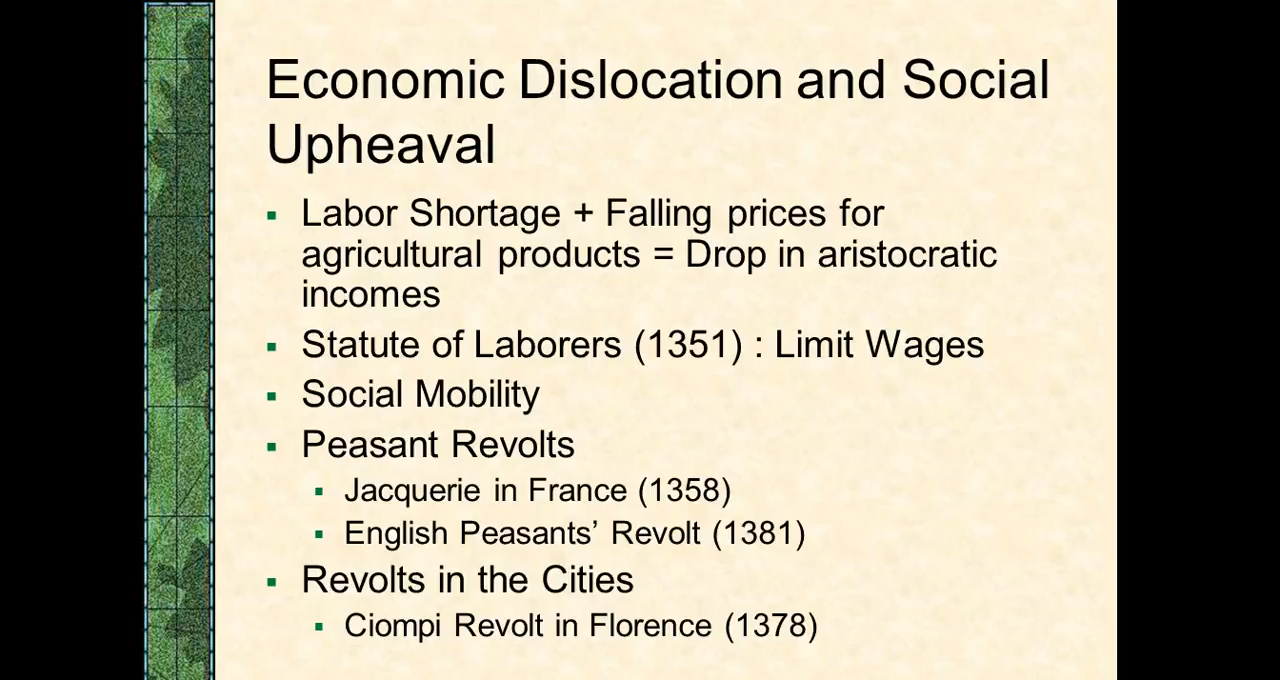 Economic Dislocation and Social
Upheaval
▪ Labor Shortage + Falling prices for
agricultural products = Drop in aristocratic
incomes
▪ Statute of Laborers (1351) : Limit Wages
▪ Social Mobility
▪ Peasant Revolts
▪ Jacquerie in France (1358)
▪ English Peasants’ Revolt (1381)
▪ Revolts in the Cities
▪ Ciompi Revolt in Florence (1378)